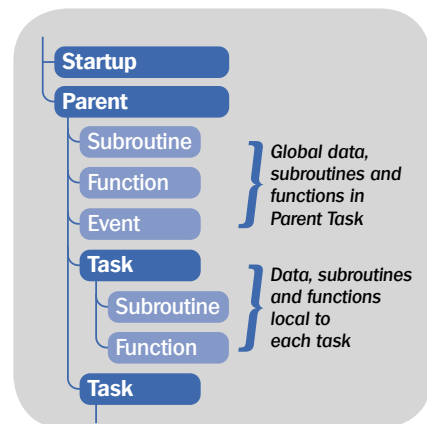 Startup
Parent
Subroutine
Function
Event
Global data,
subroutines and
functions in
Parent Task
Task
Subroutine
Function
Data, subroutines
and functions
local to
each task
Task